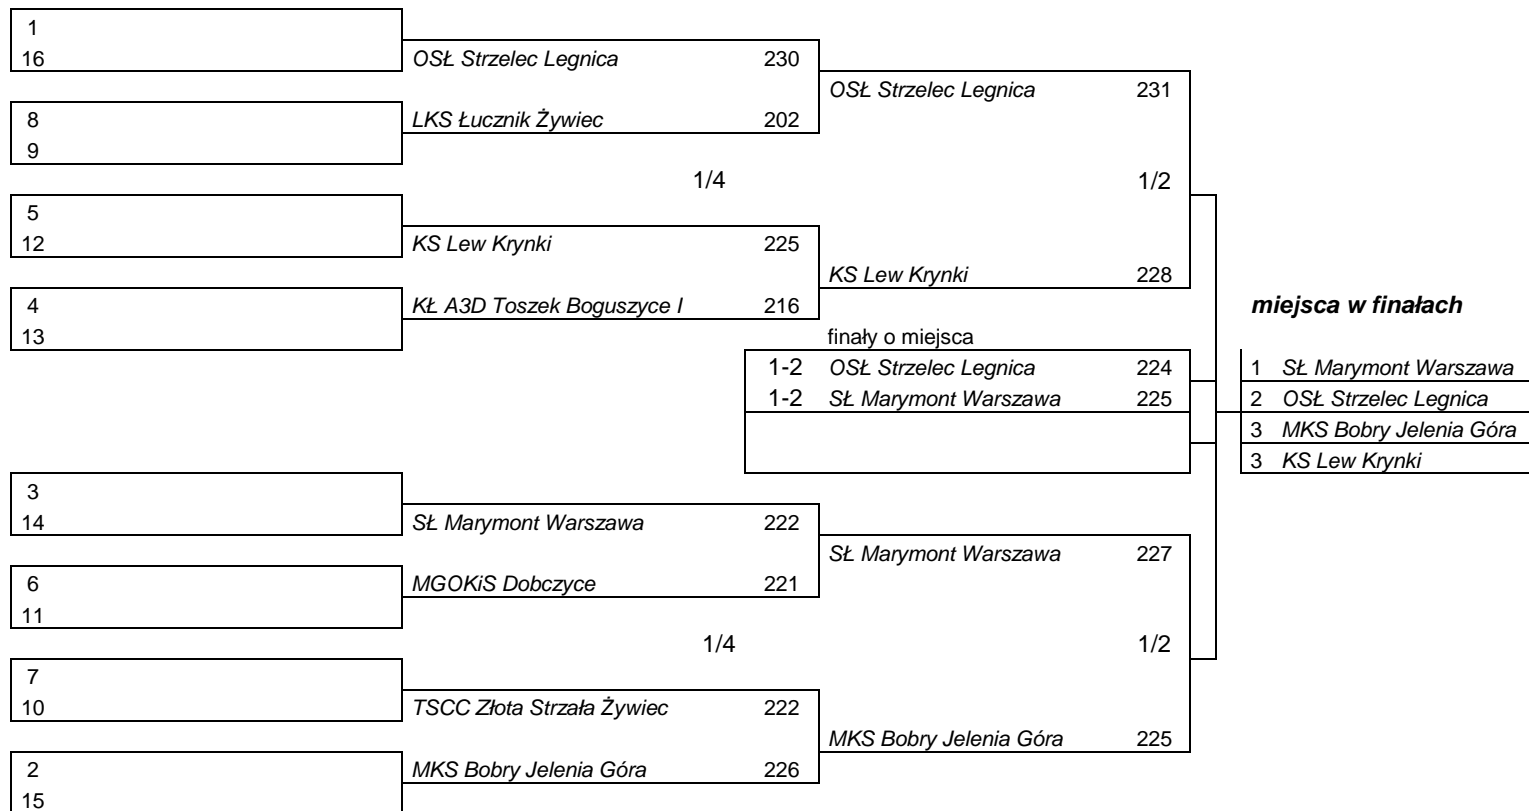 1
16
OSŁ Strzelec Legnica 230
OSŁ Strzelec Legnica 231
8
LKS Łucznik Żywiec 202
9
1/4 1/2
5
12
KS Lew Krynki 225
KS Lew Krynki 228
4
KŁ A3D Toszek Boguszyce I 216
13
miejsca w finałach
finały o miejsca
1-2 OSŁ Strzelec Legnica 224
1-2 SŁ Marymont Warszawa 225
1 SŁ Marymont Warszawa
2 OSŁ Strzelec Legnica
3 MKS Bobry Jelenia Góra
3 KS Lew Krynki
3
14
SŁ Marymont Warszawa 222
SŁ Marymont Warszawa 227
6
MGOKiS Dobczyce 221
11
1/4 1/2
7
10
TSCC Złota Strzała Żywiec 222
MKS Bobry Jelenia Góra 225
2
MKS Bobry Jelenia Góra 226
15